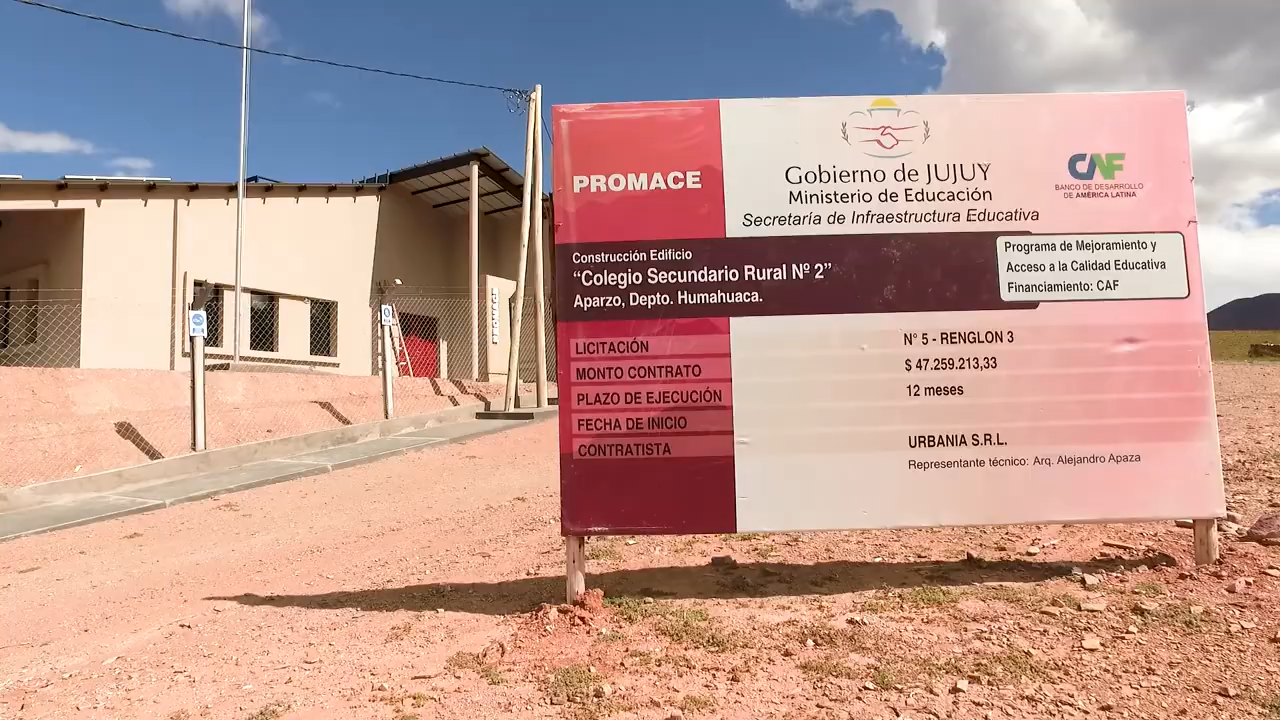 PROMACE
Gobierno de JUJUY
Ministerio de Educación
Secretaría de Infraestructura Educativa
CAF
BANCO DE DESARROLLO
DE AMÉRICA LATINA
Construcción Edificio
“Colegio Secundario Rural Nº 2”
Aparzo, Depto. Humahuaca.
Programa de Mejoramiento y
Acceso a la Calidad Educativa
Financiamiento: CAF
LICITACIÓN N° 5 - RENGLON 3
MONTO CONTRATO $ 47.259.213,33
PLAZO DE EJECUCIÓN 12 meses
FECHA DE INICIO
CONTRATISTA URBANIA S.R.L.
Representante técnico: Arq. Alejandro Apaza